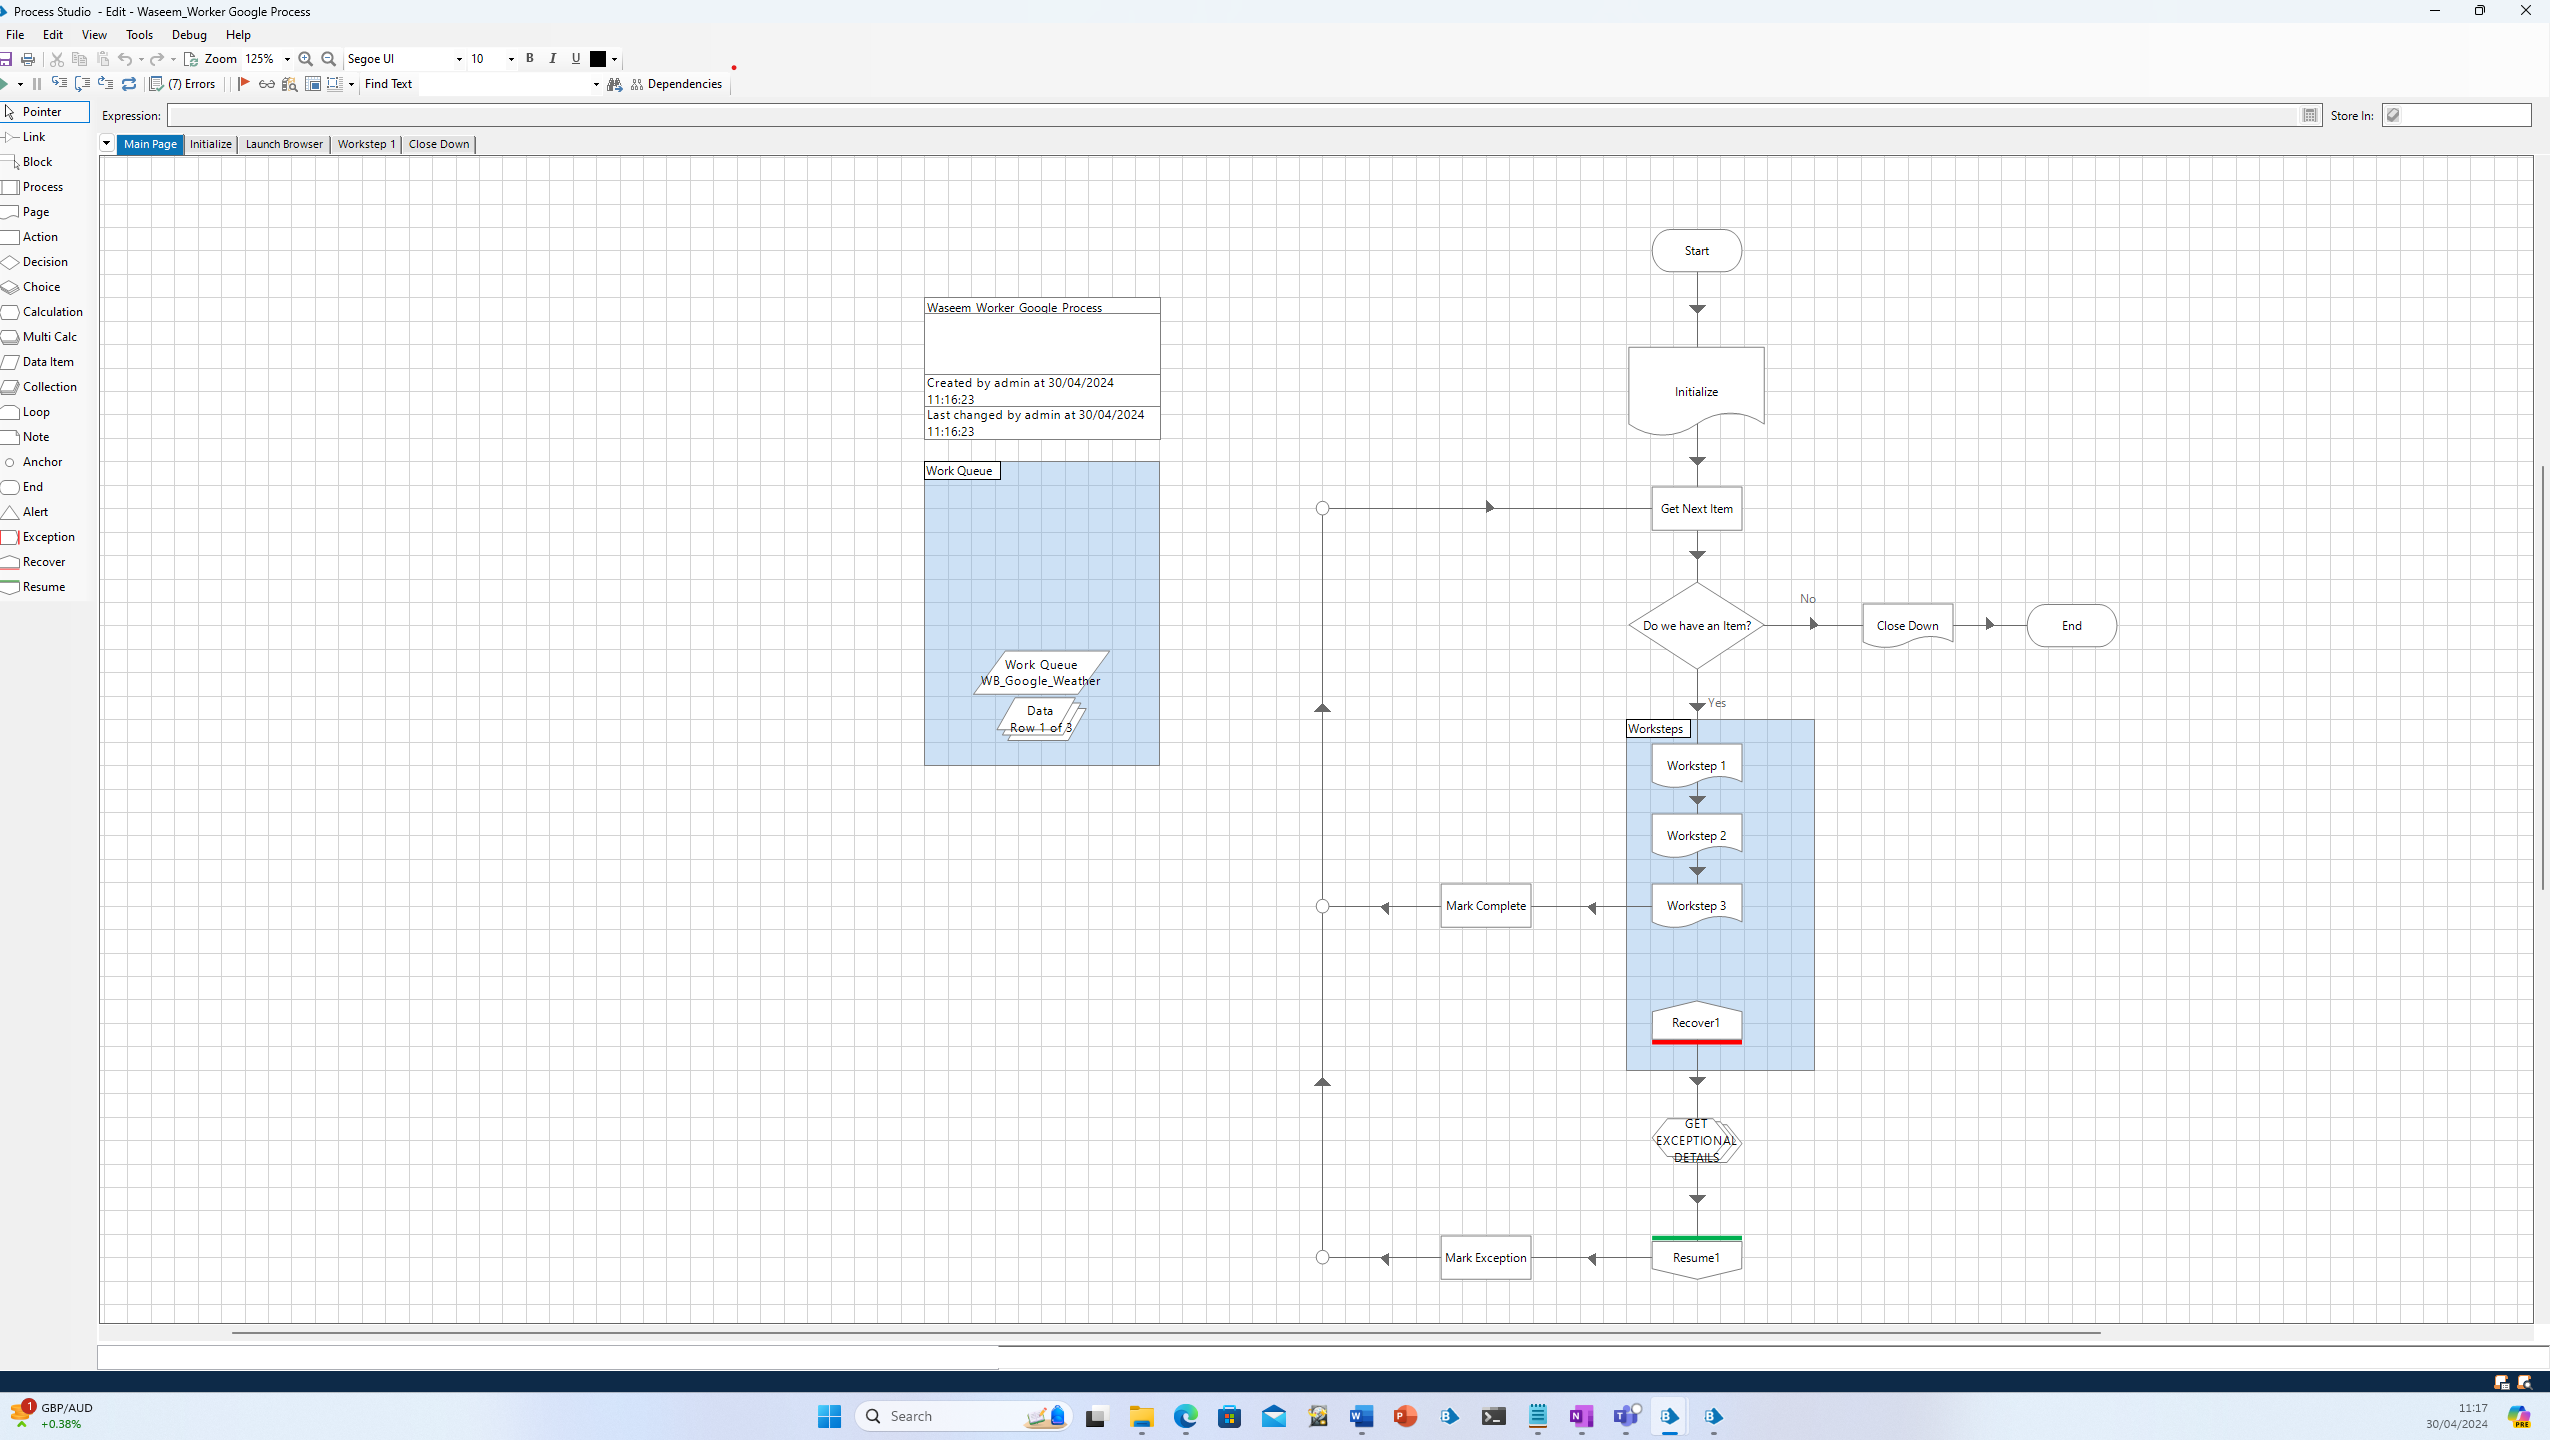 Process Studio - Edit - Waseem_Worker Google Process
File Edit View Tools Debug Help
Zoom 125% Segoe UI 10 B I U
(7) Errors Find Text Dependencies
Pointer
Link
Block
Process
Page
Action
Decision
Choice
Calculation
Multi Calc
Data Item
Collection
Loop
Note
Anchor
End
Alert
Exception
Recover
Resume
Expression: Store In:
Main Page Initialize Launch Browser Workstep 1 Close Down
Waseem_Worker Google Process
Created by admin at 30/04/2024
11:16:23
Last changed by admin at 30/04/2024
11:16:23
Work Queue
Work Queue
WB_Google_Weather
Data
Row 1 of 3
Start
Initialize
Get Next Item
Do we have an Item?
No
Close Down
End
Yes
Worksteps
Workstep 1
Workstep 2
Workstep 3
Mark Complete
Recover1
GET
EXCEPTIONAL
DETAILS
Resume1
Mark Exception
1
GBP/AUD
+0.38%
Search
11:17
30/04/2024
PRE